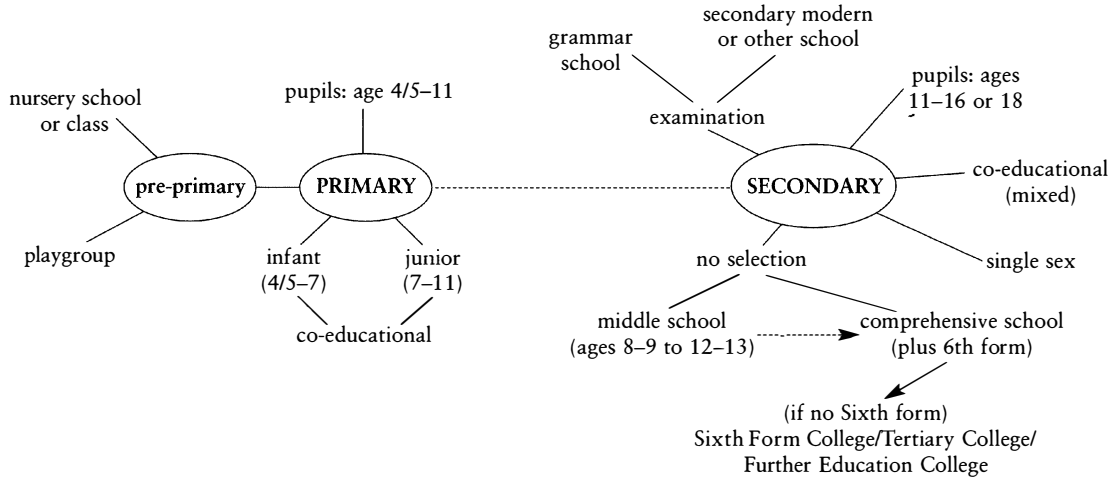 nursery school
or class
pre-primary
playgroup
pupils: age 4/5–11
PRIMARY
infant
(4/5–7)
junior
(7–11)
co-educational
grammar
school
secondary modern
or other school
examination
pupils: ages
11–16 or 18
SECONDARY
co-educational
(mixed)
single sex
no selection
middle school
(ages 8–9 to 12–13)
comprehensive school
(plus 6th form)
(if no Sixth form)
Sixth Form College/Tertiary College/
Further Education College